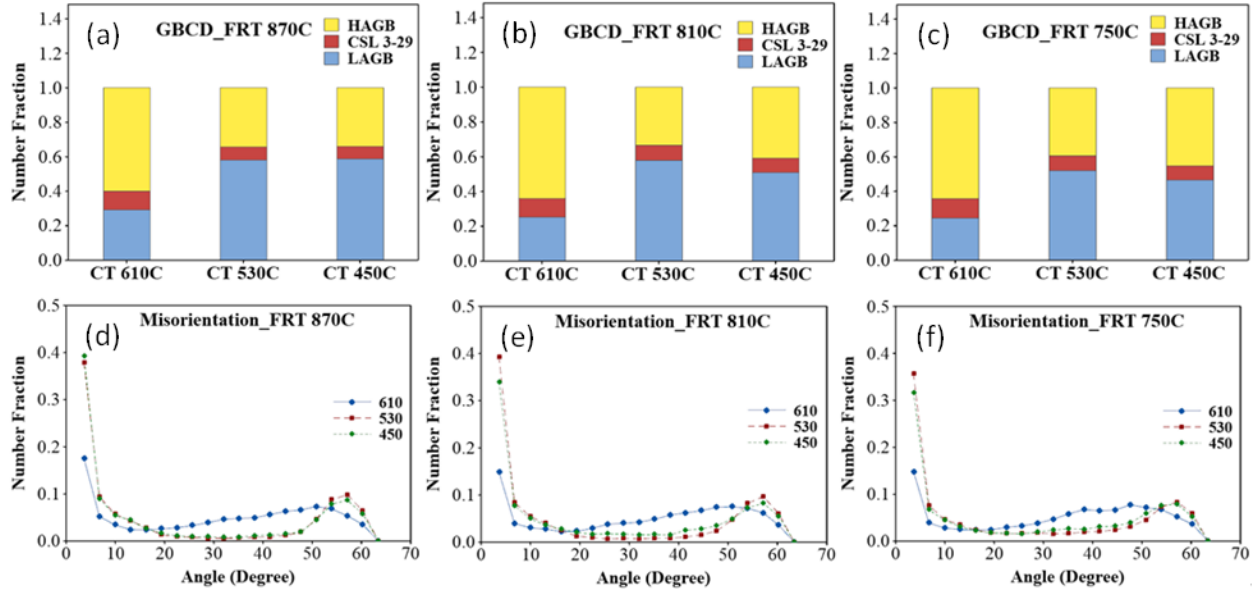 (a)
GBCD_FRT 870C
HAGB
CSL 3-29
LAGB
Number Fraction
1.4
1.2
1.0
0.8
0.6
0.4
0.2
0.0
CT 610C CT 530C CT 450C
(b)
GBCD_FRT 810C
HAGB
CSL 3-29
LAGB
Number Fraction
1.4
1.2
1.0
0.8
0.6
0.4
0.2
0.0
CT 610C CT 530C CT 450C
(c)
GBCD_FRT 750C
HAGB
CSL 3-29
LAGB
Number Fraction
1.4
1.2
1.0
0.8
0.6
0.4
0.2
0.0
CT 610C CT 530C CT 450C
(d)
Misorientation_FRT 870C
610
530
450
Number Fraction
0.5
0.4
0.3
0.2
0.1
0.0
0 10 20 30 40 50 60 70
Angle (Degree)
(e)
Misorientation_FRT 810C
610
530
450
Number Fraction
0.5
0.4
0.3
0.2
0.1
0.0
0 10 20 30 40 50 60 70
Angle (Degree)
(f)
Misorientation_FRT 750C
610
530
450
Number Fraction
0.5
0.4
0.3
0.2
0.1
0.0
0 10 20 30 40 50 60 70
Angle (Degree)